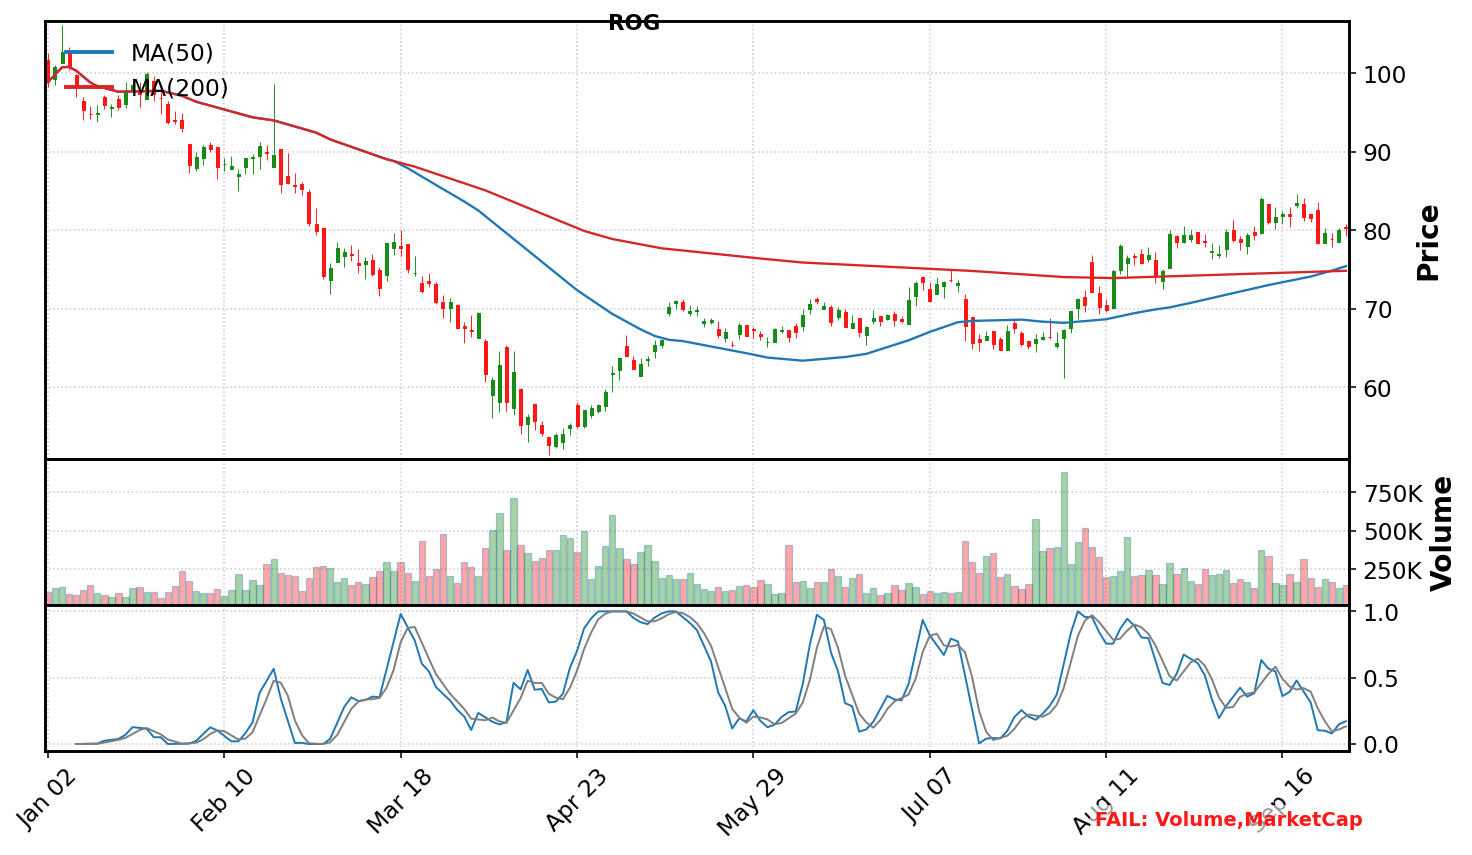 ROG
MA(50)
MA(200)
100
90
80
70
60
Price
750K
500K
250K
Volume
1.0
0.5
0.0
Jan 02
Feb 10
Mar 18
Apr 23
May 29
Jul 07
Aug 11
Sep 16
FAIL: Volume,MarketCap